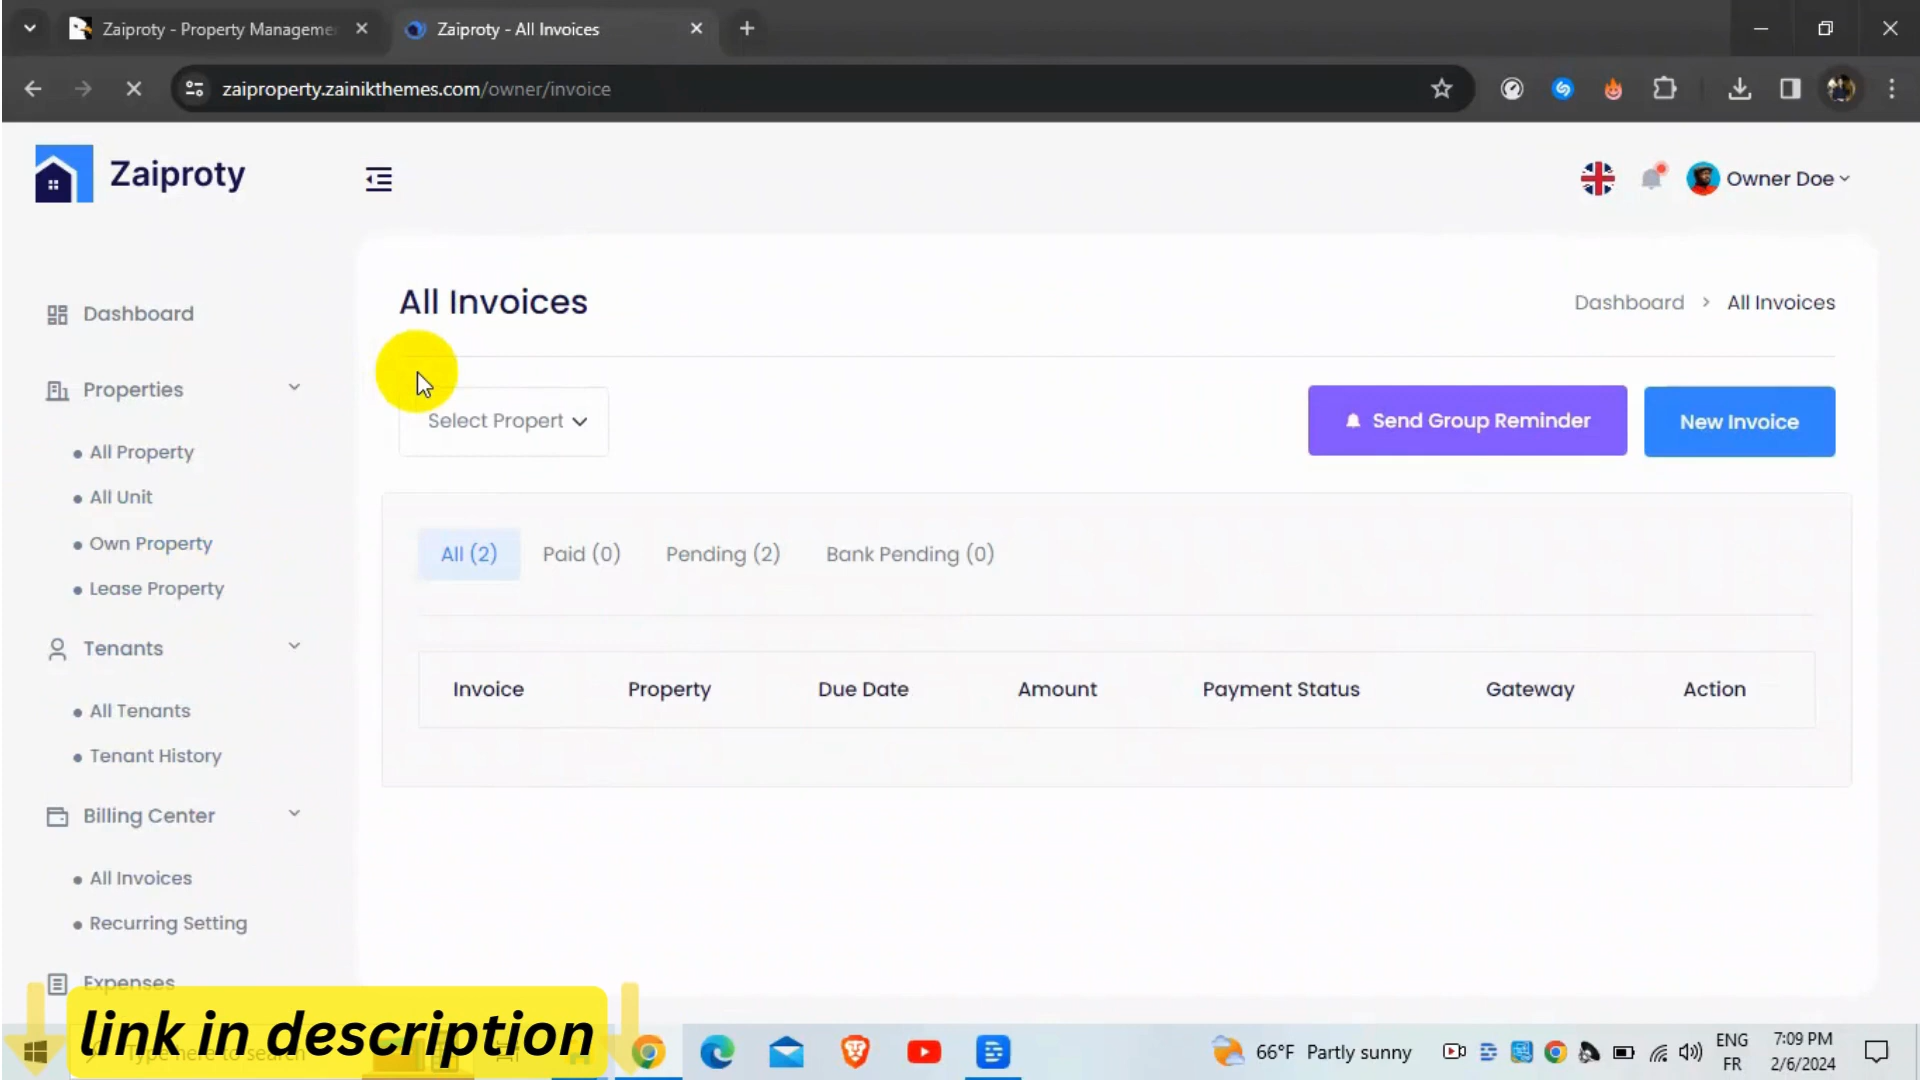 Zaiproty - Property Manageme
Zaiproty - All Invoices
zaiproperty.zainikthemes.com/owner/invoice
Zaiproty
Owner Doe
All Invoices
Dashboard > All Invoices
Select Propert
Send Group Reminder
New Invoice
Dashboard
Properties
All Property
All Unit
Own Property
Lease Property
Tenants
All Tenants
Tenant History
Billing Center
All Invoices
Recurring Setting
Expenses
All (2)
Paid (0)
Pending (2)
Bank Pending (0)
Invoice
Property
Due Date
Amount
Payment Status
Gateway
Action
link in description
Type here to search
66°F Partly sunny
ENG
FR
7:09 PM
2/6/2024